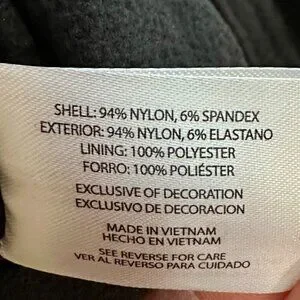 SHELL: 94% NYLON, 6% SPANDEX
EXTERIOR: 94% NYLON, 6% ELASTANO
LINING: 100% POLYESTER
FORRO: 100% POLIÉSTER
EXCLUSIVE OF DECORATION
EXCLUSIVO DE DECORACION
MADE IN VIETNAM
HECHO EN VIETNAM
SEE REVERSE FOR CARE
VER AL REVERSO PARA CUIDADO